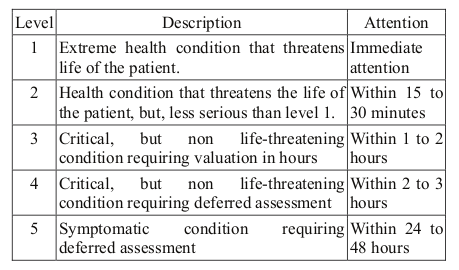 Level Description Attention
1 Extreme health condition that threatens Immediate
life of the patient. attention
2 Health condition that threatens the life of Within 15 to
the patient, but, less serious than level 1. 30 minutes
3 Critical, but non life-threatening Within 1 to 2
condition requiring valuation in hours hours
4 Critical, but non life-threatening Within 2 to 3
condition requiring deferred assessment hours
5 Symptomatic condition requiring Within 24 to
deferred assessment 48 hours